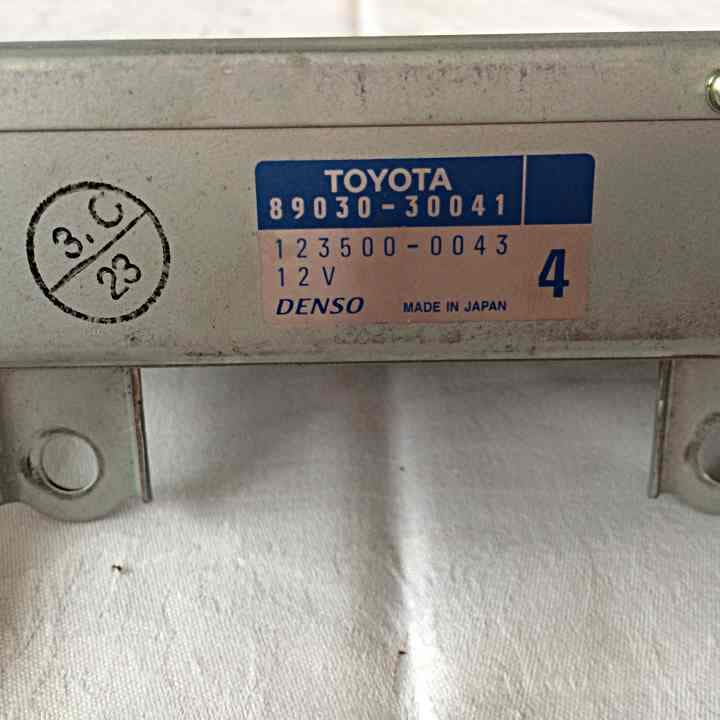 TOYOTA
89030-30041
123500-0043
12V
4
DENSO MADE IN JAPAN
3.C
23